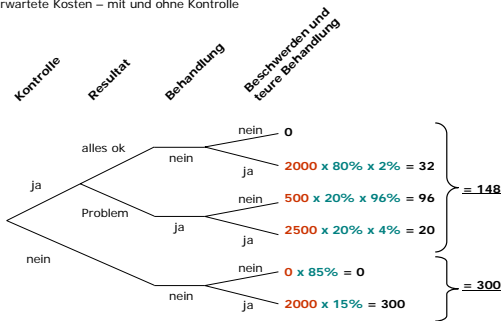 rwartete Kosten – mit und ohne Kontrolle
Kontrolle
Resultat
Behandlung
Beschwerden und
teure Behandlung
ja
alles ok
nein
nein
0
ja
2000 x 80% x 2% = 32
Problem
ja
nein
500 x 20% x 96% = 96
ja
2500 x 20% x 4% = 20
= 148
nein
nein
nein
0 x 85% = 0
ja
2000 x 15% = 300
= 300